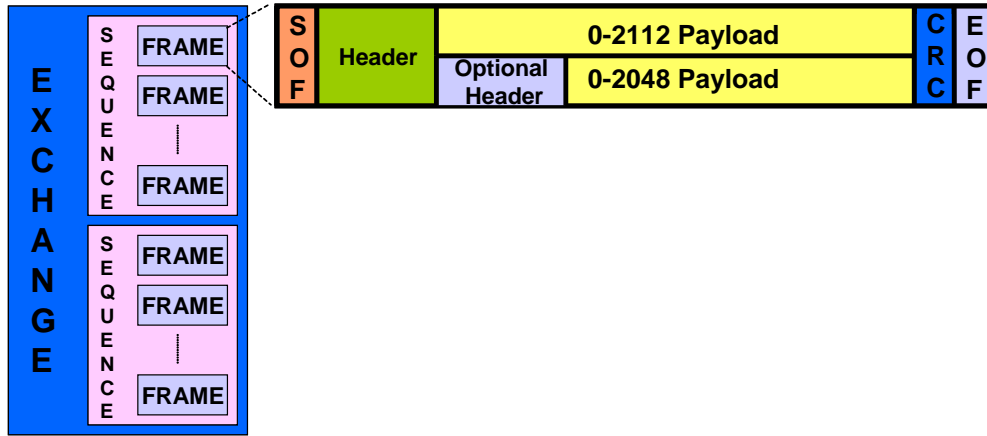 EXCHANGE
SEQUENCE
FRAME
FRAME
FRAME
SEQUENCE
FRAME
FRAME
FRAME
SOF
Header
0-2112 Payload
Optional
Header
0-2048 Payload
CRC
EOF